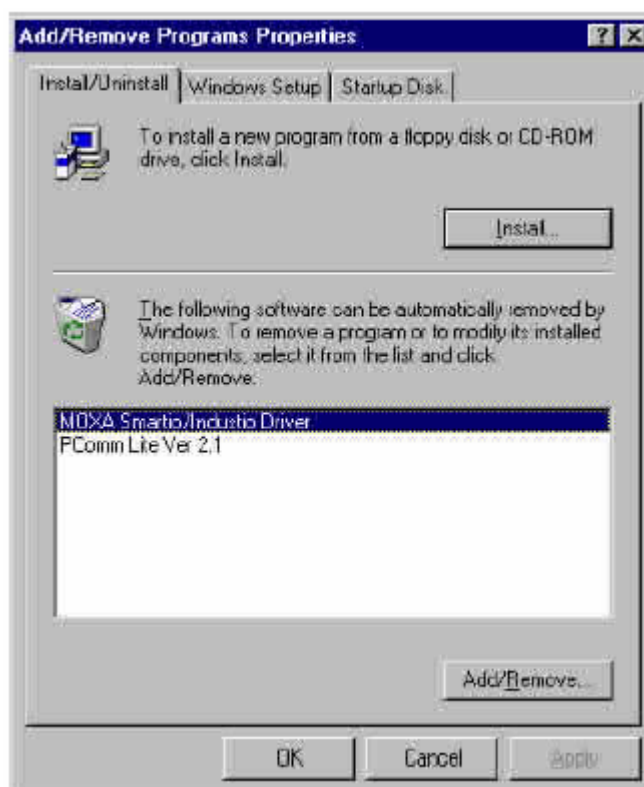 Add/Remove Programs Properties
Install/Uninstall
Windows Setup
Startup Disk
To install a new program from a floppy disk or CD-ROM
drive, click Install.
Install...
The following software can be automatically removed by
Windows. To remove a program or to modify its installed
components, select it from the list and click
Add/Remove.
MOXA Smartio/Industio Driver
PComm Lite Ver 2.1
Add/Remove...
OK
Cancel
Apply